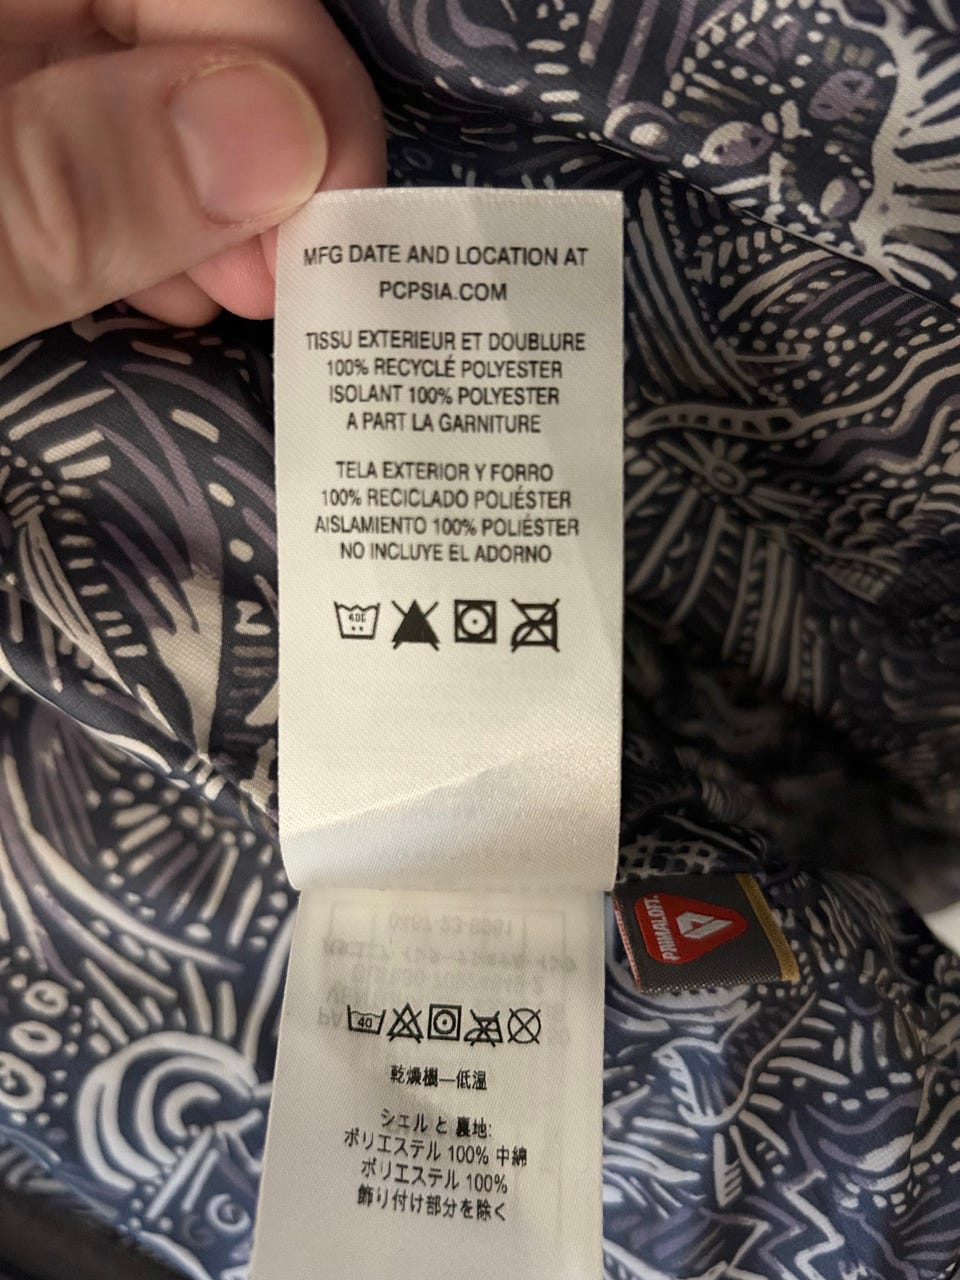 MFG DATE AND LOCATION AT
PCPSIA.COM
TISSU EXTERIEUR ET DOUBLURE
100% RECYCLÉ POLYESTER
ISOLANT 100% POLYESTER
A PART LA GARNITURE
TELA EXTERIOR Y FORRO
100% RECICLADO POLIÉSTER
AISLAMIENTO 100% POLIÉSTER
NO INCLUYE EL ADORNO
PRIMALOFT
40
乾燥機—低温
シェルと裏地:
ポリエステル 100% 中綿
ポリエステル 100%
飾り付け部分を除く